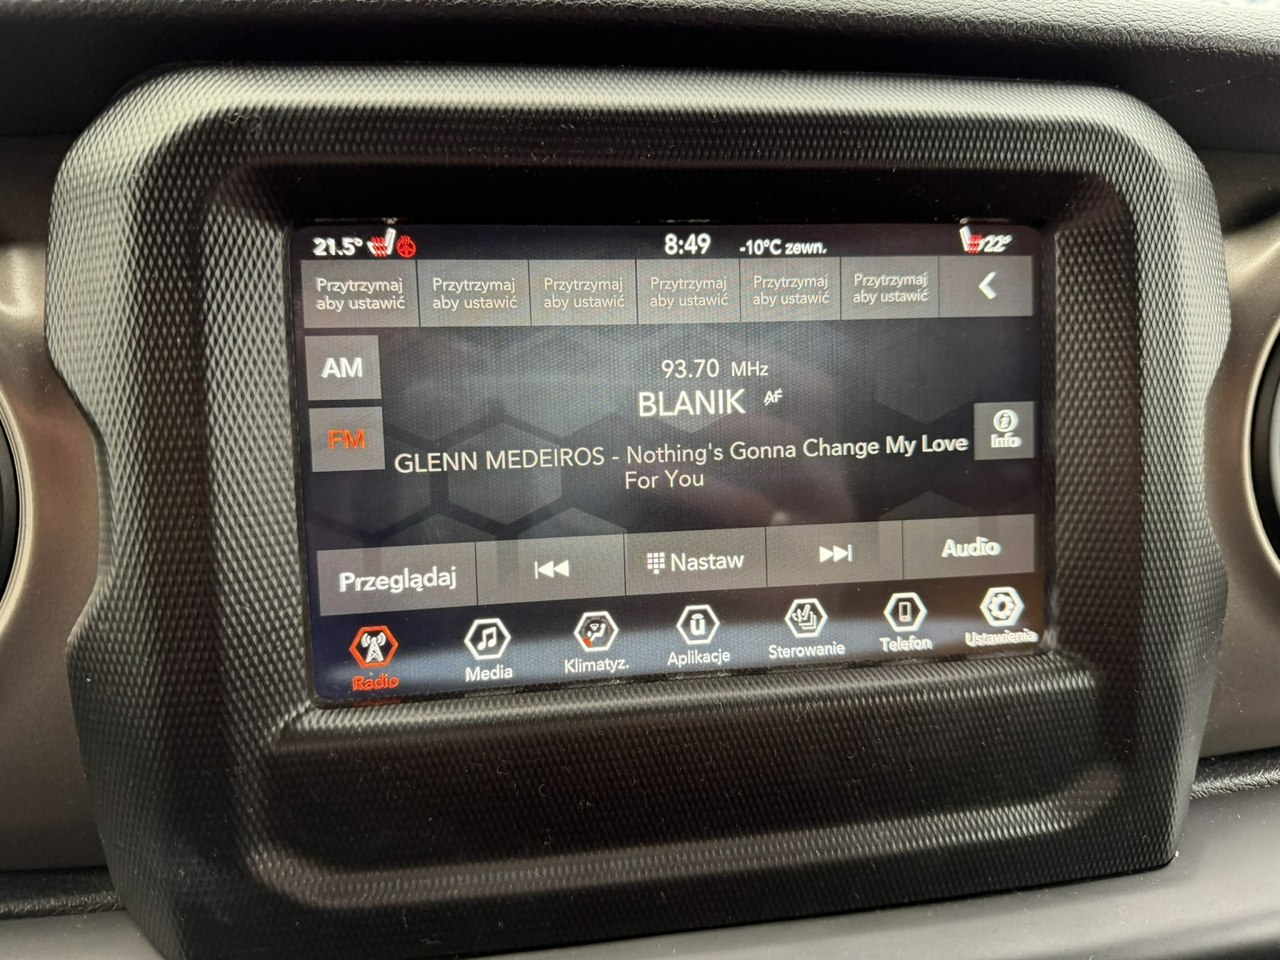 21.5° 8:49 -10°C zewn. 22°
Przytrzymaj aby ustawić
Przytrzymaj aby ustawić
Przytrzymaj aby ustawić
Przytrzymaj aby ustawić
Przytrzymaj aby ustawić
Przytrzymaj aby ustawić
AM
93.70 MHz
BLANIK AF
FM
Info
GLENN MEDEIROS - Nothing's Gonna Change My Love
For You
Przeglądaj Nastaw Audio
Radio Media Klimatyz. Aplikacje Sterowanie Telefon Ustawienia